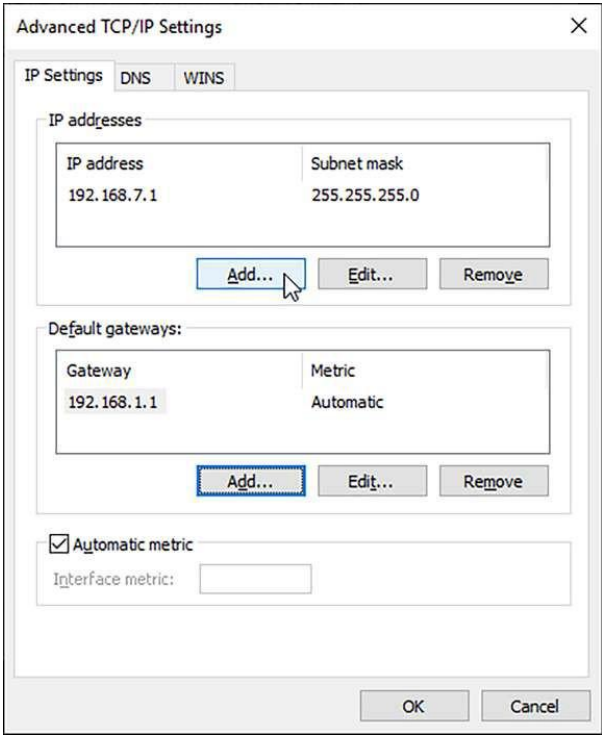 Advanced TCP/IP Settings
IP Settings DNS WINS
IP addresses
IP address Subnet mask
192.168.7.1 255.255.255.0
Add... Edit... Remove
Default gateways:
Gateway Metric
192.168.1.1 Automatic
Add... Edit... Remove
Automatic metric
Interface metric:
OK Cancel